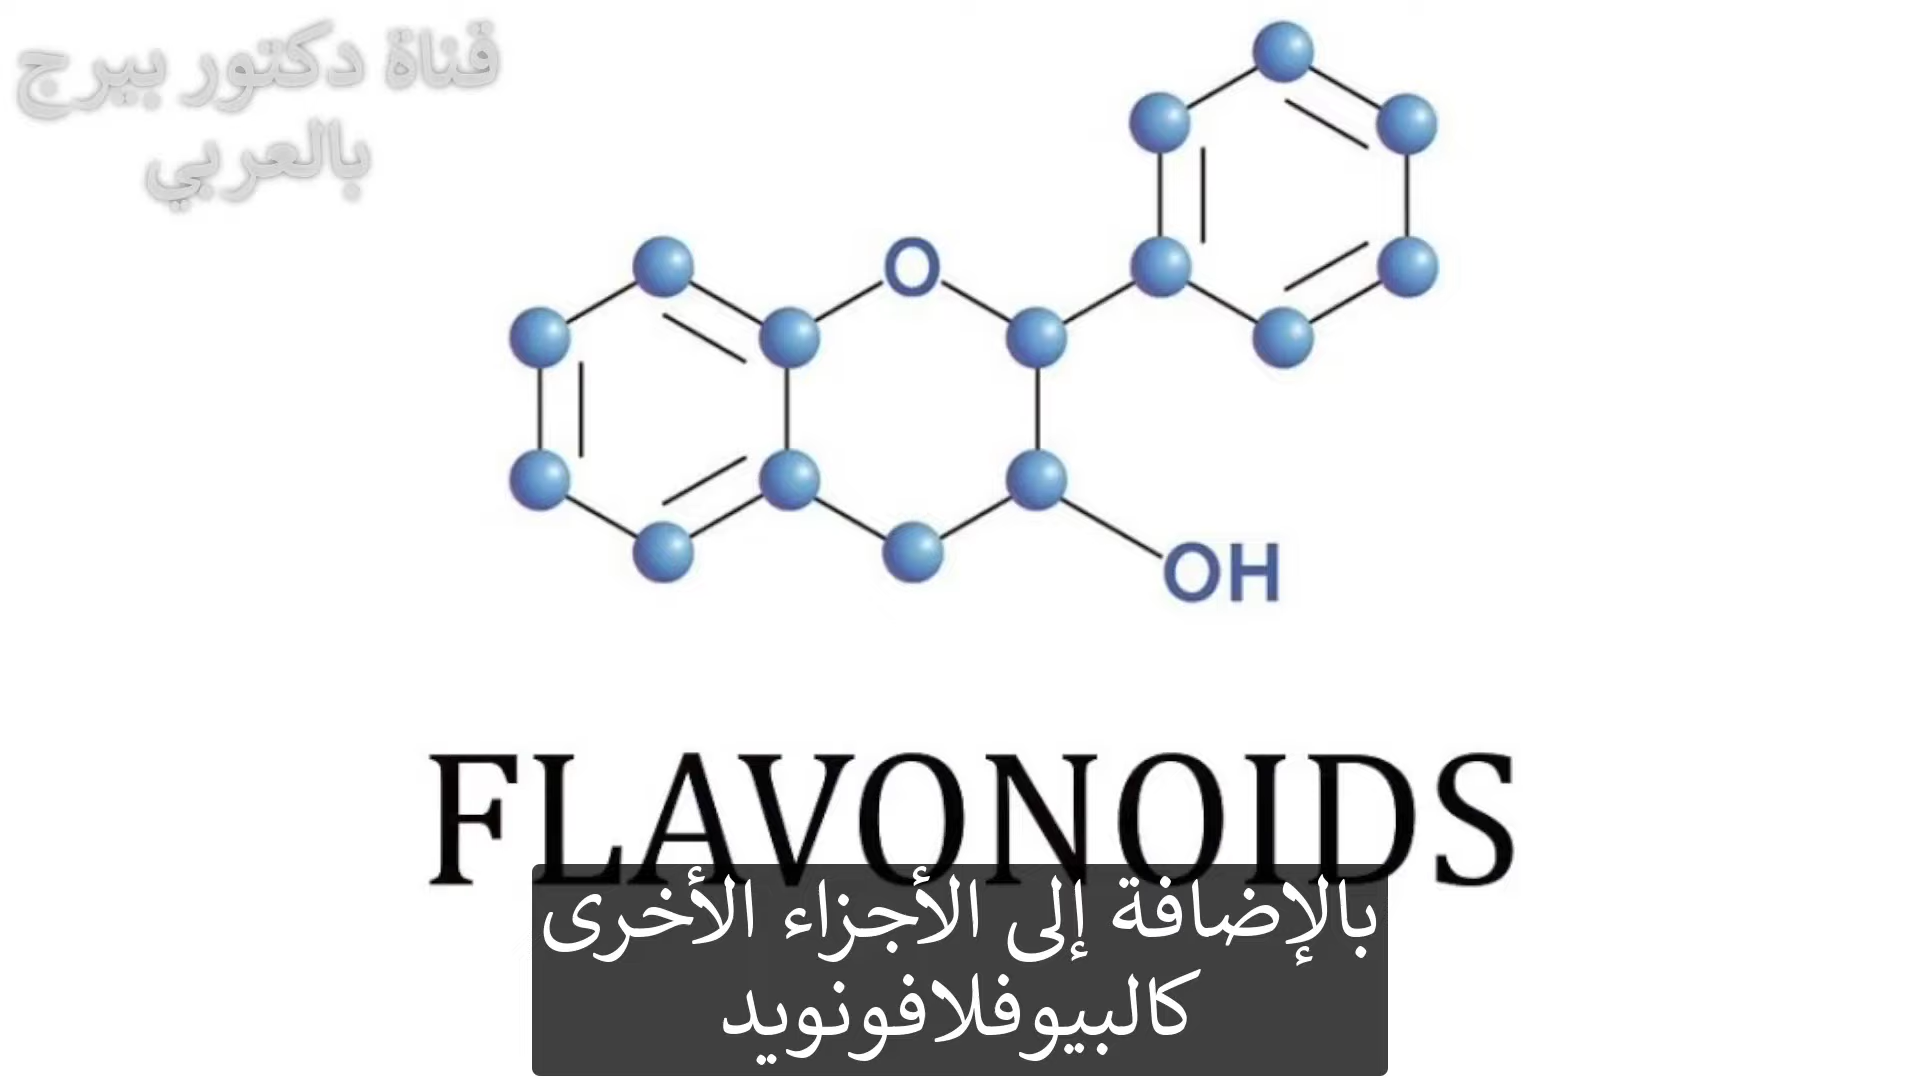 قناة دكتور بيرج
بالعربي
O
OH
FLAVONOIDS
بالإضافة إلى الأجزاء الأخرى
كالبيوفلافونويد